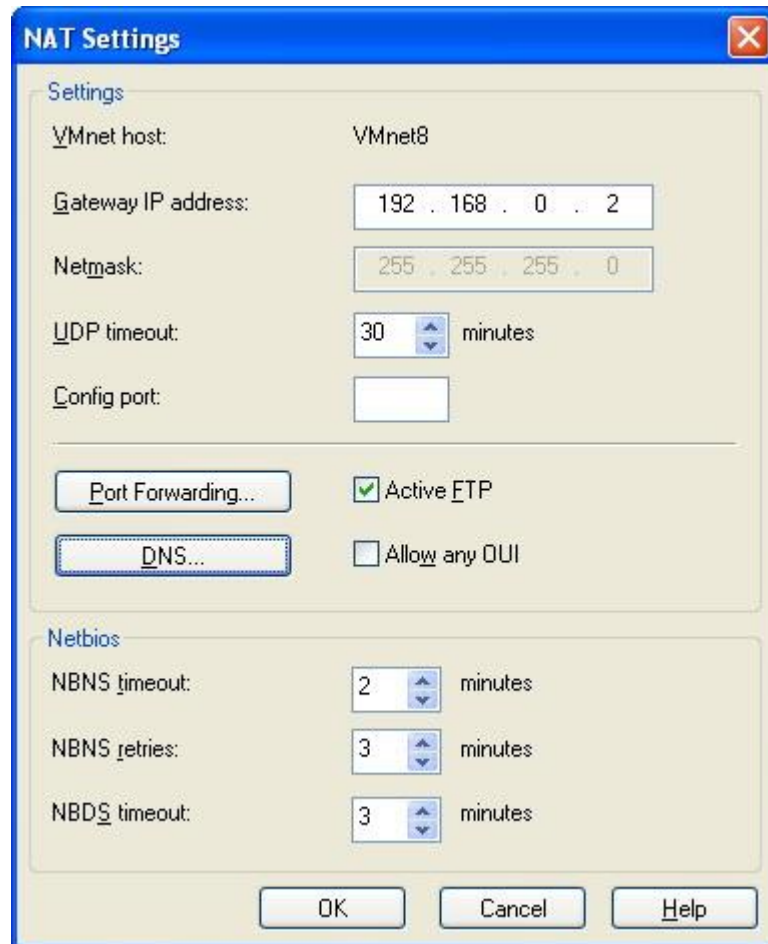 NAT Settings
Settings
VMnet host: VMnet8
Gateway IP address: 192 . 168 . 0 . 2
Netmask: 255 . 255 . 255 . 0
UDP timeout: 30 minutes
Config port:
Port Forwarding... Active FTP
DNS... Allow any OUI
Netbios
NBNS timeout: 2 minutes
NBNS retries: 3 minutes
NBDS timeout: 3 minutes
OK Cancel Help